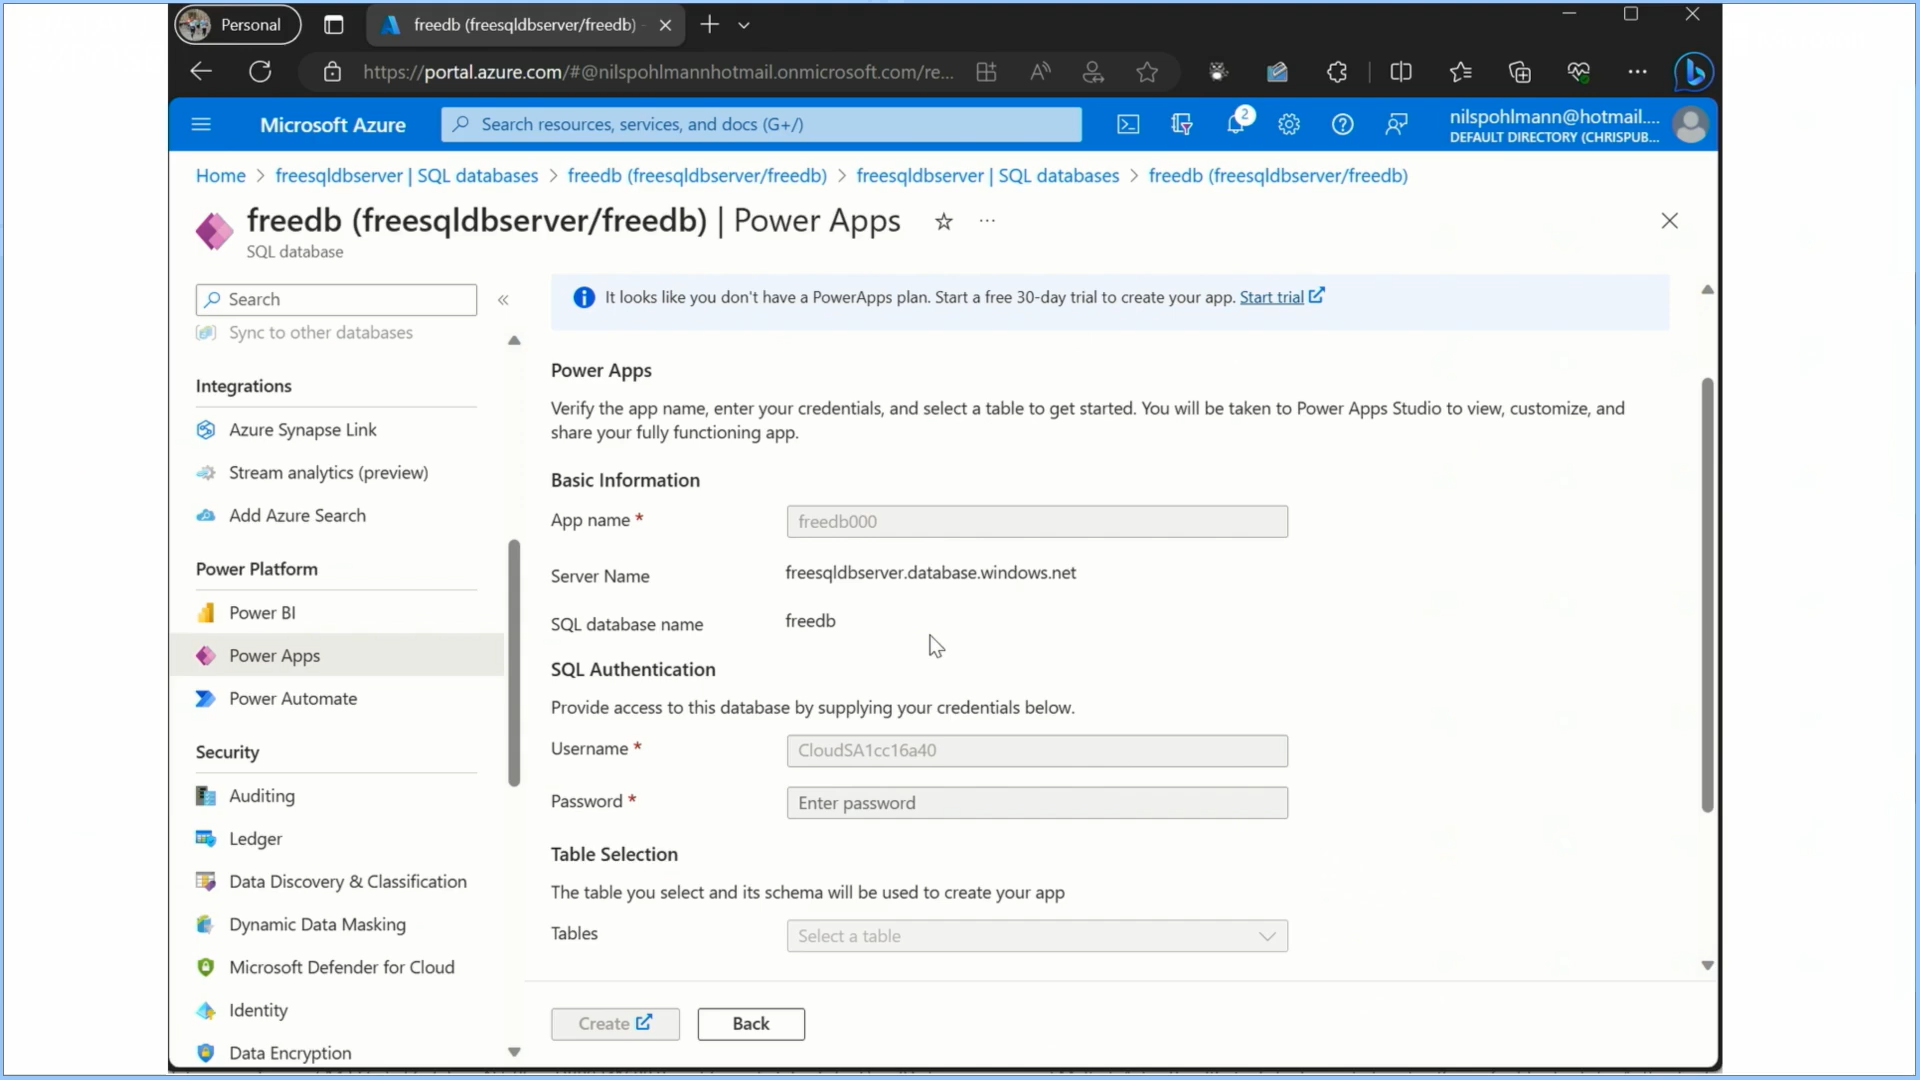 Personal
freedb (freesqldbserver/freedb) -
https://portal.azure.com/#@nilspohlmannhotmail.onmicrosoft.com/re...
Microsoft Azure
Search resources, services, and docs (G+/)
2
nilspohlmann@hotmail....
DEFAULT DIRECTORY (CHRISPUB...
Home > freesqldbserver | SQL databases > freedb (freesqldbserver/freedb) > freesqldbserver | SQL databases > freedb (freesqldbserver/freedb)
freedb (freesqldbserver/freedb) | Power Apps
SQL database
Search
Sync to other databases
Integrations
Azure Synapse Link
Stream analytics (preview)
Add Azure Search
Power Platform
Power BI
Power Apps
Power Automate
Security
Auditing
Ledger
Data Discovery & Classification
Dynamic Data Masking
Microsoft Defender for Cloud
Identity
Data Encryption
It looks like you don't have a PowerApps plan. Start a free 30-day trial to create your app. Start trial
Power Apps
Verify the app name, enter your credentials, and select a table to get started. You will be taken to Power Apps Studio to view, customize, and
share your fully functioning app.
Basic Information
App name *
freedb000
Server Name
freesqldbserver.database.windows.net
SQL database name
freedb
SQL Authentication
Provide access to this database by supplying your credentials below.
Username *
CloudSA1cc16a40
Password *
Enter password
Table Selection
The table you select and its schema will be used to create your app
Tables
Select a table
Create
Back